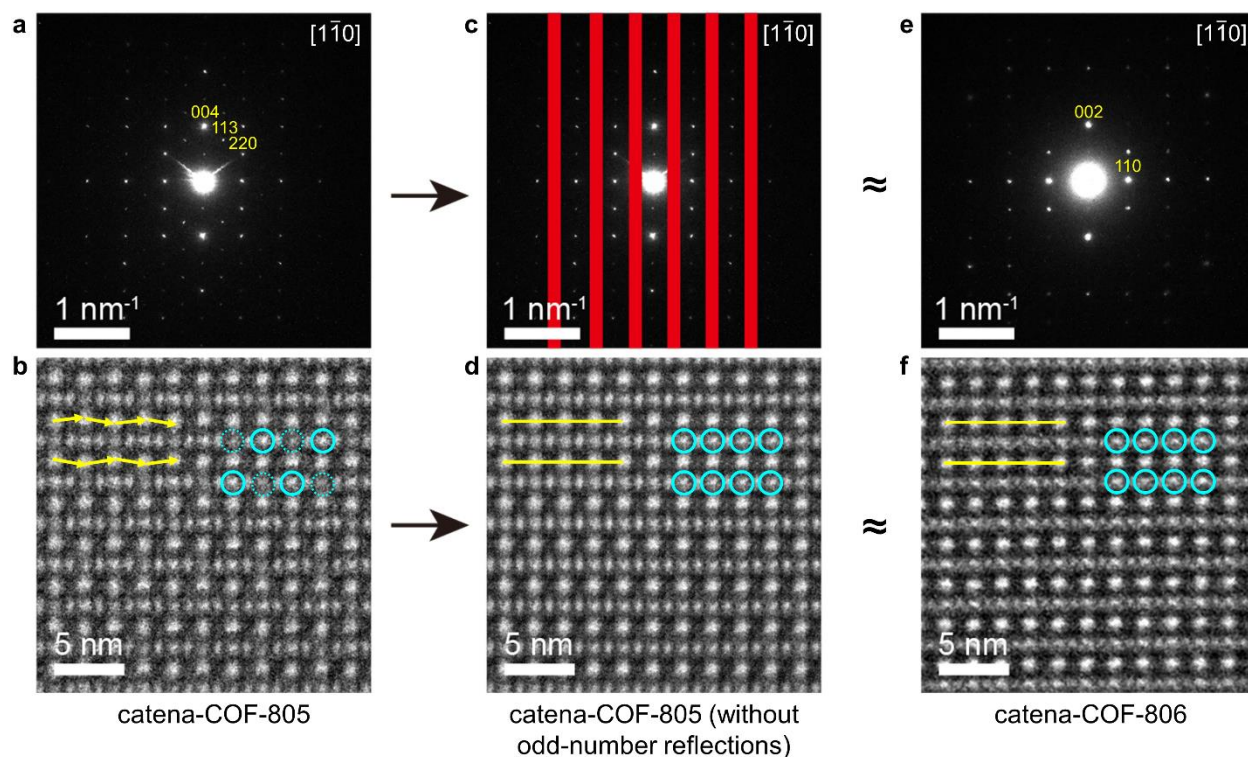 a
[11̄0]
004
113
220
1 nm⁻¹
c
[11̄0]
1 nm⁻¹
≈
e
[11̄0]
002
110
1 nm⁻¹
b
5 nm
catena-COF-805
d
5 nm
catena-COF-805 (without
odd-number reflections)
≈
f
5 nm
catena-COF-806